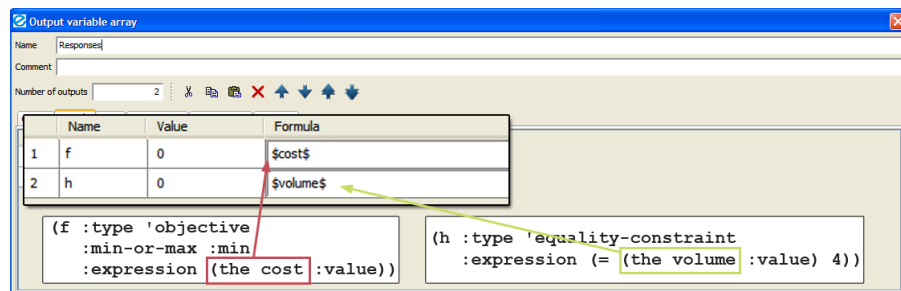 Output variable array
Name Responses
Comment
Number of outputs 2
Name Value Formula
1 f 0 $cost$
2 h 0 $volume$
(f :type 'objective
:min-or-max :min
:expression (the cost :value))
(h :type 'equality-constraint
:expression (= (the volume :value) 4))